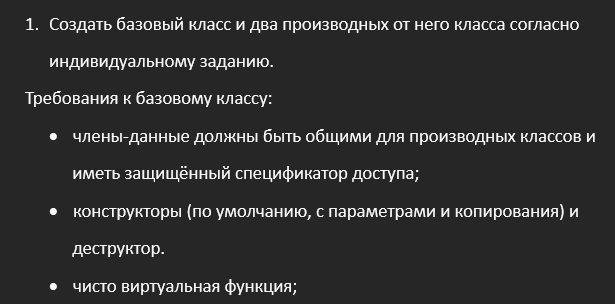 1. Создать базовый класс и два производных от него класса согласно
индивидуальному заданию.
Требования к базовому классу:
• члены-данные должны быть общими для производных классов и
иметь защищённый спецификатор доступа;
• конструкторы (по умолчанию, с параметрами и копирования) и
деструктор.
• чисто виртуальная функция;